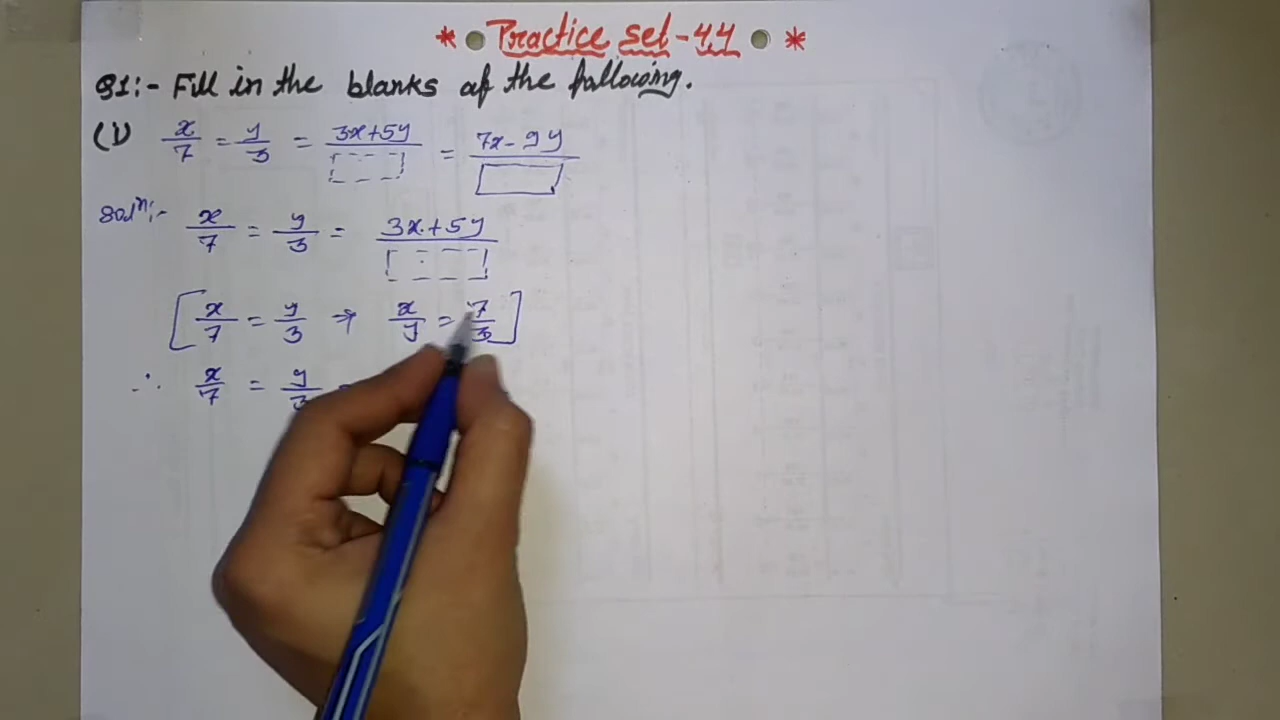 * Practice set - 4.4 *
Q1:- Fill in the blanks of the following.
(1) x/7 = y/3 = 3x+5y/[ ] = 7x-9y/[ ]
Solⁿ:- x/7 = y/3 = 3x+5y/[ ]
[x/7 = y/3 ⇒ x/y = 7/3]
∴ x/7 = y/3 =